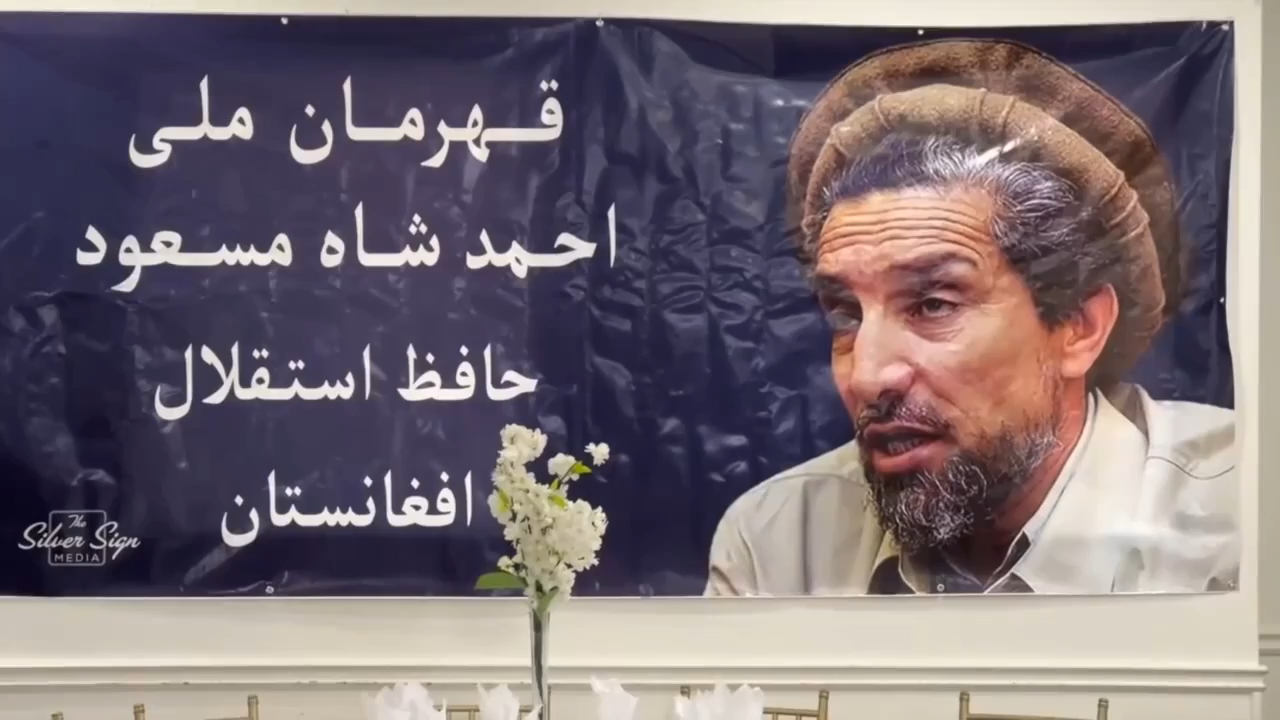 قهرمان ملی
احمد شاه مسعود
حافظ استقلال
افغانستان
The
Silver Sign
MEDIA